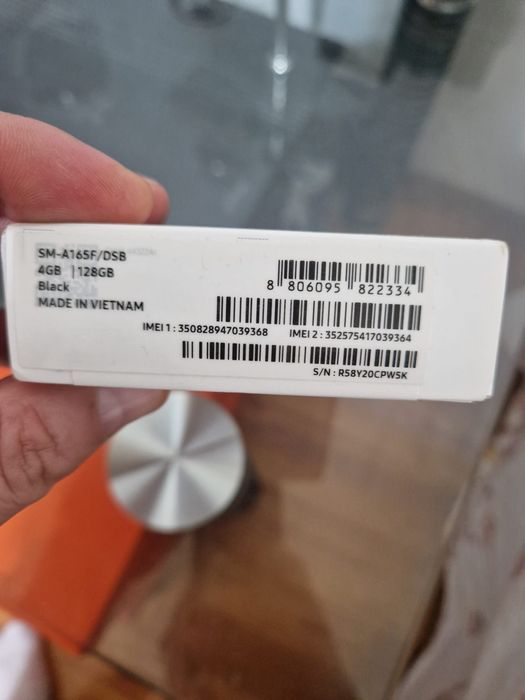 SM-A165F/DSB
4GB | 128GB
Black
MADE IN VIETNAM
8 806095 822334
IMEI 1 : 350828947039368 IMEI 2 : 352575417039364
S/N : R58Y20CPW5K